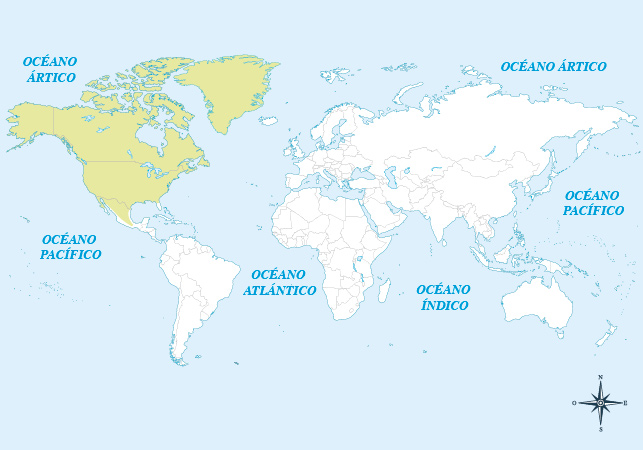 OCÉANO
ÁRTICO
OCÉANO ÁRTICO
OCÉANO
PACÍFICO
OCÉANO
PACÍFICO
OCÉANO
ATLÁNTICO
OCÉANO
ÍNDICO
N
O
E
S